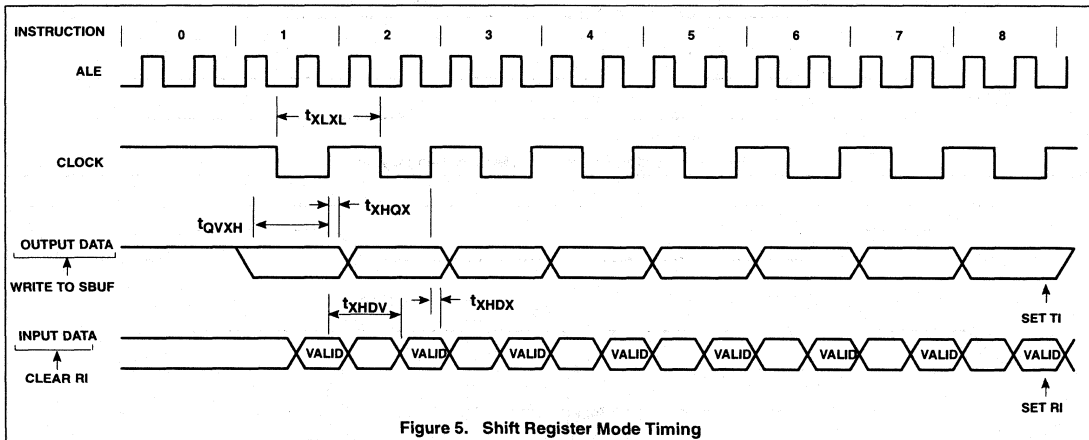 INSTRUCTION | 0 | 1 | 2 | 3 | 4 | 5 | 6 | 7 | 8 |
ALE
tXLXL
CLOCK
tXHQX
tQVXH
OUTPUT DATA
WRITE TO SBUF
tXHDV
tXHDX
SET TI
INPUT DATA
VALID VALID VALID VALID VALID VALID VALID VALID
CLEAR RI
SET RI
Figure 5. Shift Register Mode Timing